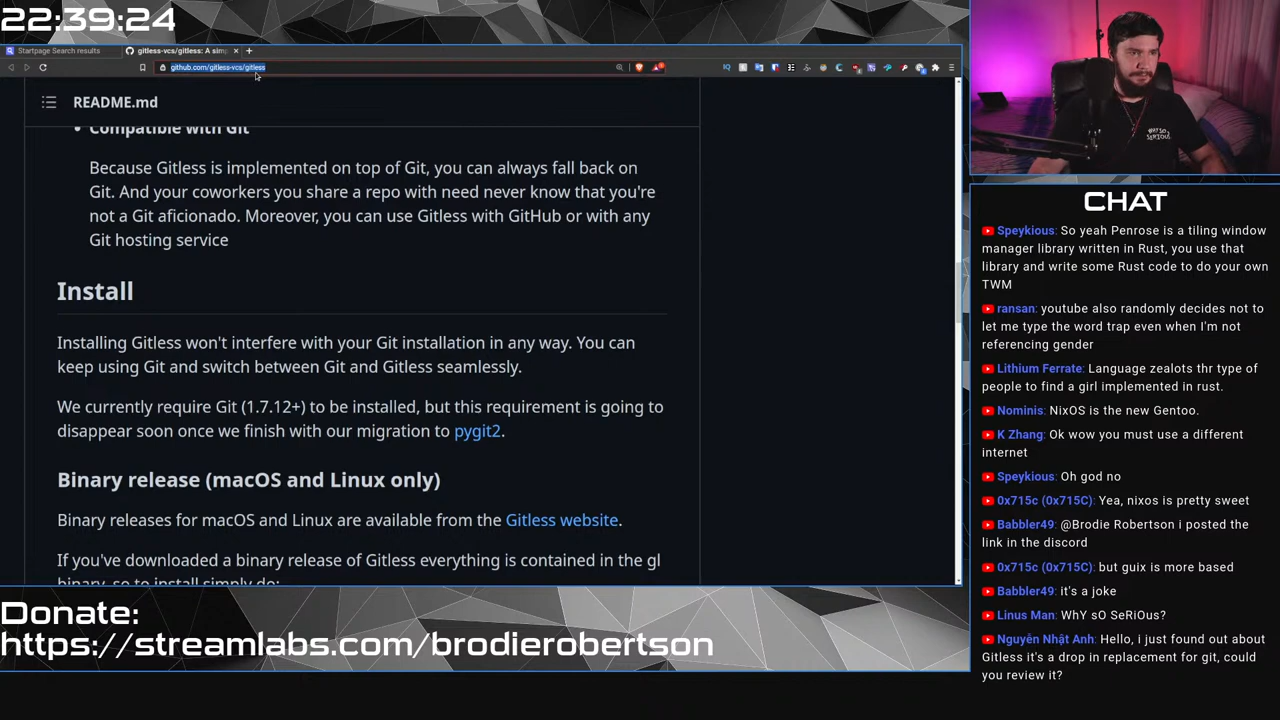 22:39:24
Startpage Search results
gitless-vcs/gitless: A sim
github.com/gitless-vcs/gitless
README.md
Compatible with Git
Because Gitless is implemented on top of Git, you can always fall back on
Git. And your coworkers you share a repo with need never know that you're
not a Git aficionado. Moreover, you can use Gitless with GitHub or with any
Git hosting service
Install
Installing Gitless won't interfere with your Git installation in any way. You can
keep using Git and switch between Git and Gitless seamlessly.
We currently require Git (1.7.12+) to be installed, but this requirement is going to
disappear soon once we finish with our migration to pygit2.
Binary release (macOS and Linux only)
Binary releases for macOS and Linux are available from the Gitless website.
If you've downloaded a binary release of Gitless everything is contained in the gl
binary, so to install simply do:
Donate:
https://streamlabs.com/brodierobertson
WHY SO
SERIOUS?
CHAT
Speykious: So yeah Penrose is a tiling window
manager library written in Rust, you use that
library and write some Rust code to do your own
TWM
ransan: youtube also randomly decides not to
let me type the word trap even when I'm not
referencing gender
Lithium Ferrate: Language zealots thr type of
people to find a girl implemented in rust.
Nominis: NixOS is the new Gentoo.
K Zhang: Ok wow you must use a different
internet
Speykious: Oh god no
0x715c (0x715C): Yea, nixos is pretty sweet
Babbler49: @Brodie Robertson i posted the
link in the discord
0x715c (0x715C): but guix is more based
Babbler49: it's a joke
Linus Man: WhY sO SeRiOus?
Nguyễn Nhật Anh: Hello, i just found out about
Gitless it's a drop in replacement for git, could
you review it?